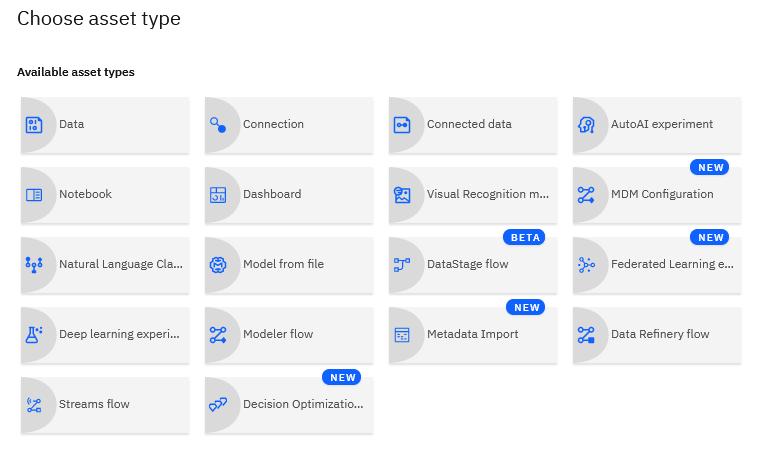 Choose asset type
Available asset types
Data
Connection
Connected data
AutoAI experiment
Notebook
Dashboard
Visual Recognition m...
NEW
MDM Configuration
Natural Language Cla...
Model from file
BETA
DataStage flow
NEW
Federated Learning e...
Deep learning experi...
Modeler flow
NEW
Metadata Import
Data Refinery flow
Streams flow
NEW
Decision Optimizatio...